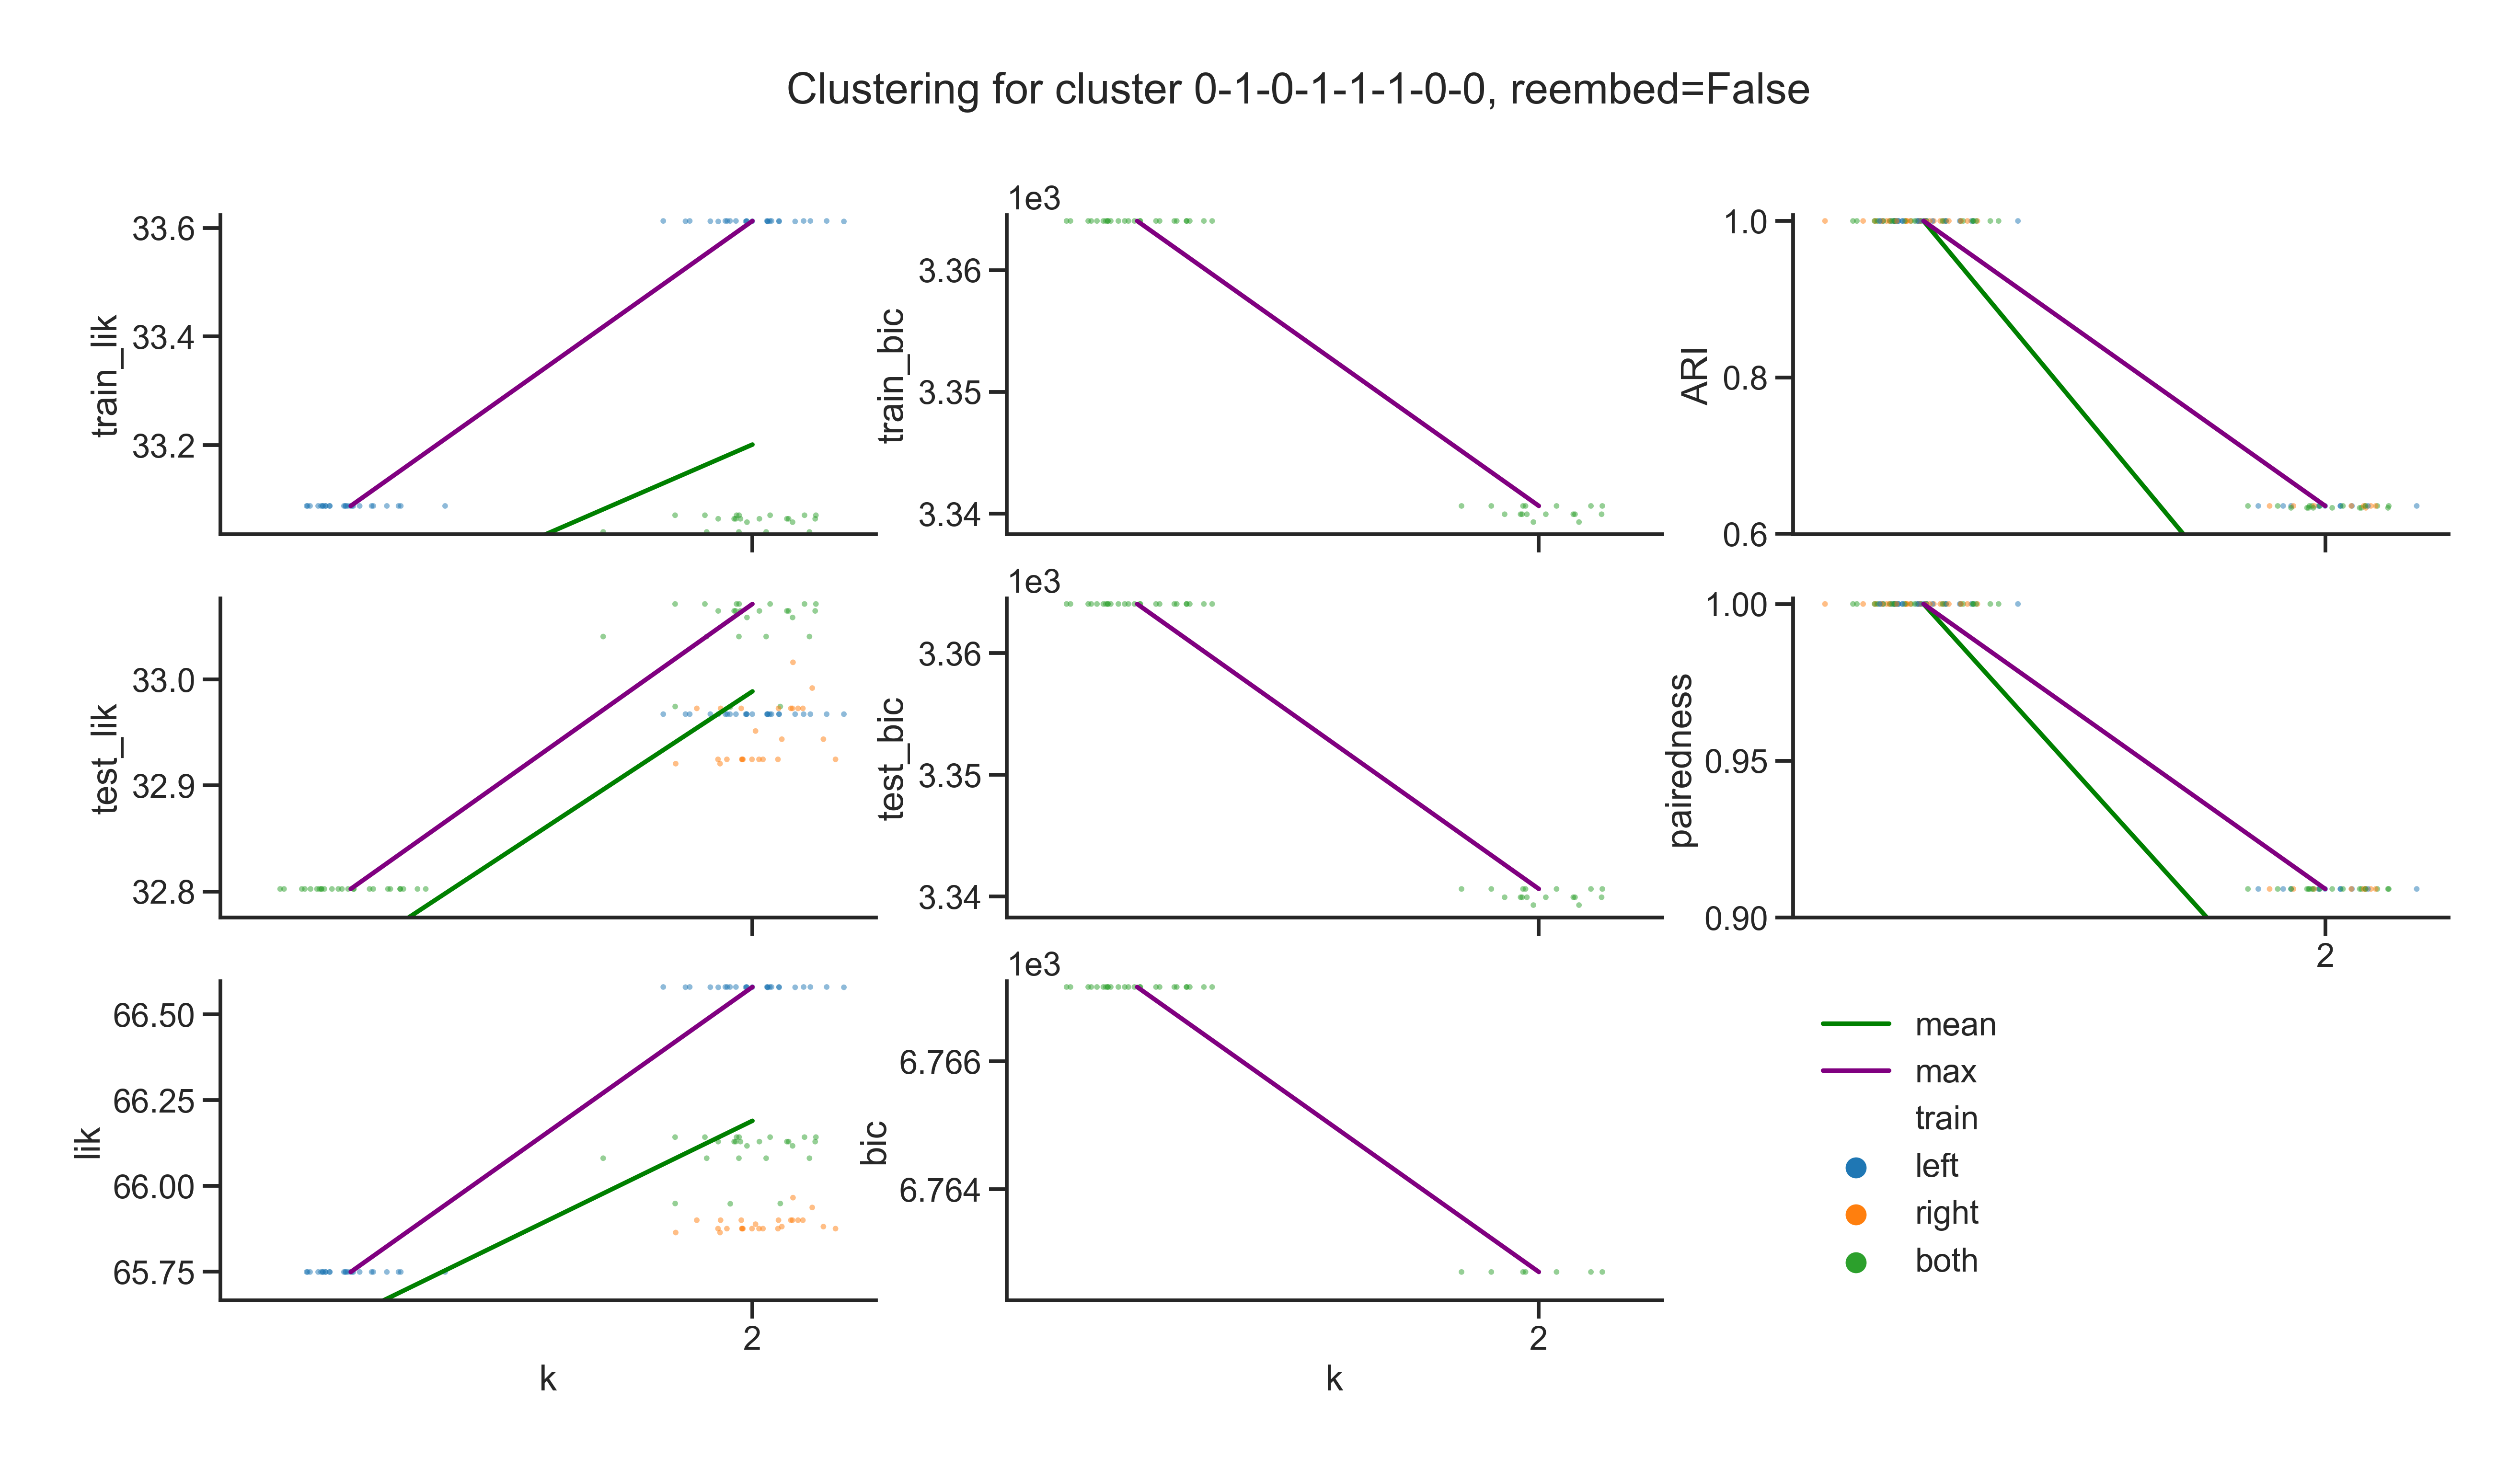 Clustering for cluster 0-1-0-1-1-1-0-0, reembed=False
train_lik
33.6
33.4
33.2
1e3
train_bic
3.36
3.35
3.34
ARI
1.0
0.8
0.6
test_lik
33.0
32.9
32.8
1e3
test_bic
3.36
3.35
3.34
pairedness
1.00
0.95
0.90
2
lik
66.50
66.25
66.00
65.75
2
k
1e3
bic
6.766
6.764
2
k
mean
max
train
left
right
both